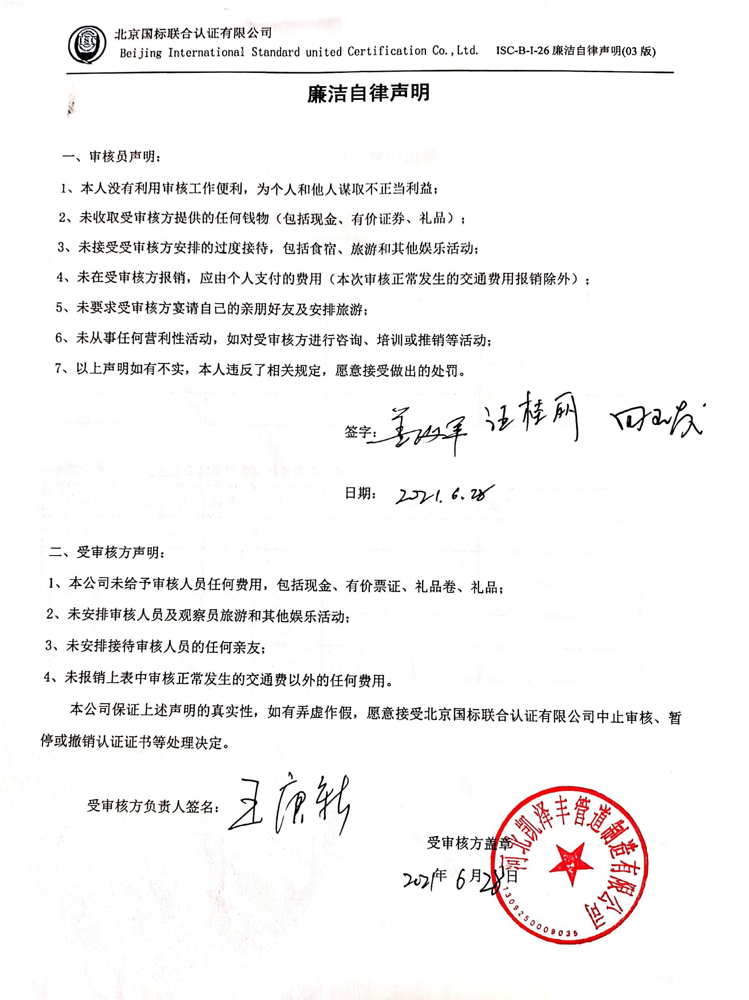 北京国标联合认证有限公司
Beijing International Standard united Certification Co.,Ltd. ISC-B-I-26 廉洁自律声明(03 版)
廉洁自律声明
一、审核员声明：
1、本人没有利用审核工作便利，为个人和他人谋取不正当利益；
2、未收取受审核方提供的任何钱物（包括现金、有价证券、礼品）；
3、未接受受审核方安排的过度接待，包括食宿、旅游和其他娱乐活动；
4、未在受审核方报销，应由个人支付的费用（本次审核正常发生的交通费用报销除外）；
5、未要求受审核方宴请自己的亲朋好友及安排旅游；
6、未从事任何营利性活动，如对受审核方进行咨询、培训或推销等活动；
7、以上声明如有不实，本人违反了相关规定，愿意接受做出的处罚。
签字： 汪桂丽
日期： 2021.6.28
二、受审核方声明：
1、本公司未给予审核人员任何费用，包括现金、有价票证、礼品卷、礼品；
2、未安排审核人员及观察员旅游和其他娱乐活动；
3、未安排接待审核人员的任何亲友；
4、未报销上表中审核正常发生的交通费以外的任何费用。
本公司保证上述声明的真实性，如有弄虚作假，愿意接受北京国标联合认证有限公司中止审核、暂
停或撤销认证证书等处理决定。
受审核方负责人签名：
受审核方盖章
2021年 6月28日
河北凯泽丰管道制造有限公司
1309250009035